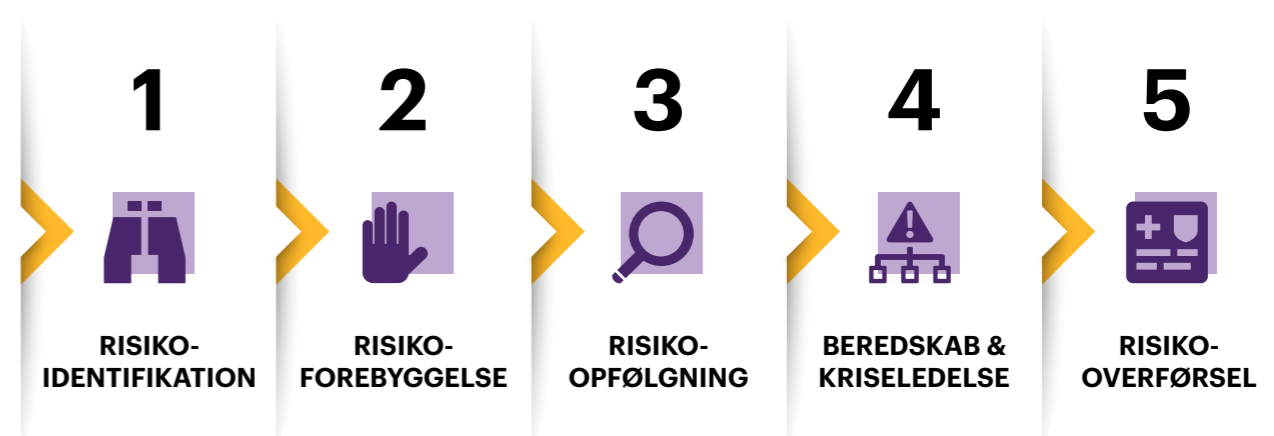 1
RISIKO-
IDENTIFIKATION
2
RISIKO-
FOREBYGGELSE
3
RISIKO-
OPFØLGNING
4
BEREDSKAB &
KRISELEDELSE
5
RISIKO-
OVERFØRSEL